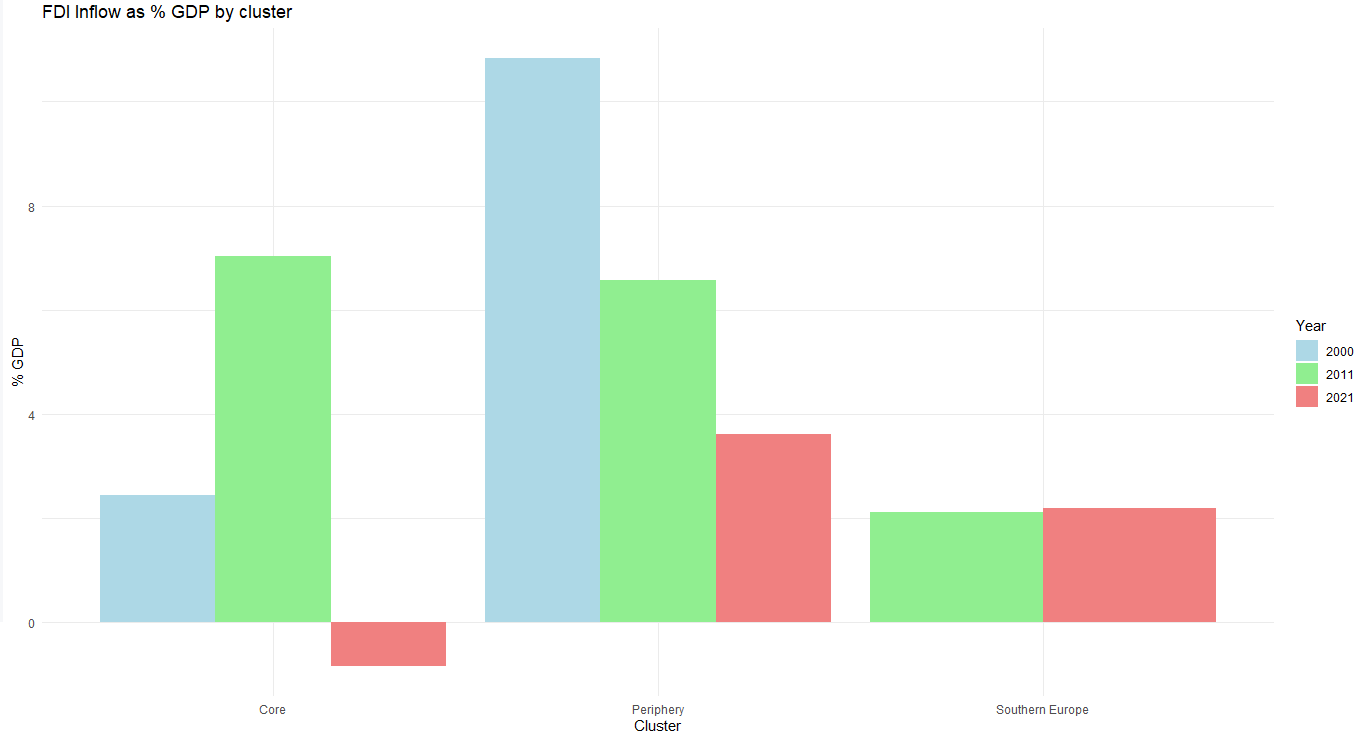 FDI Inflow as % GDP by cluster
% GDP
8
4
0
Core
Periphery
Southern Europe
Cluster
Year
2000
2011
2021